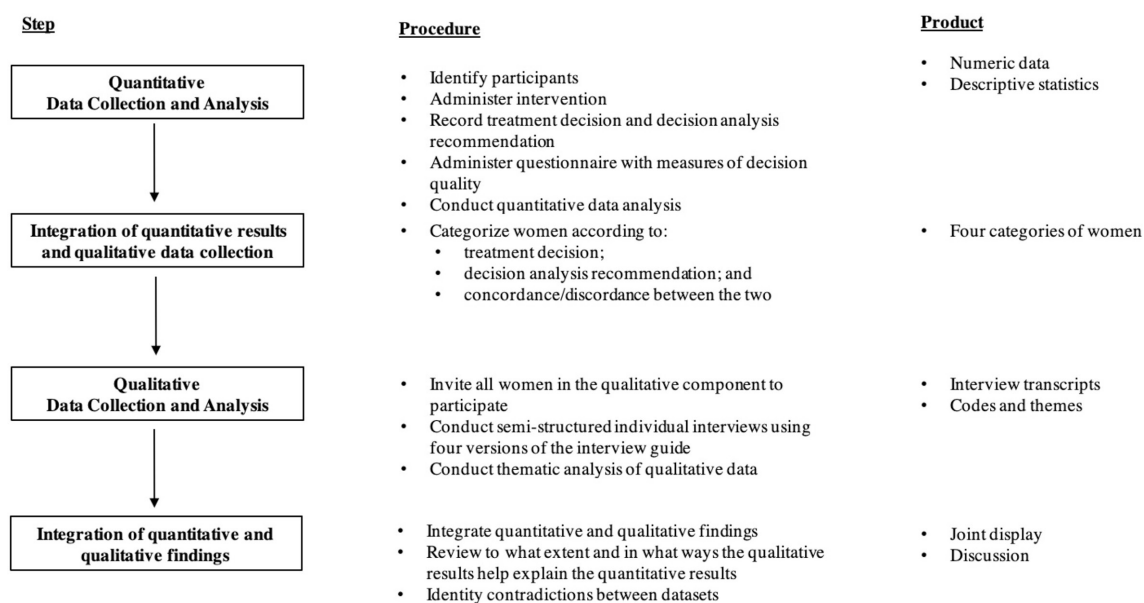 Step
Procedure
Product
Quantitative
Data Collection and Analysis
• Identify participants
• Administer intervention
• Record treatment decision and decision analysis
recommendation
• Administer questionnaire with measures of decision
quality
• Conduct quantitative data analysis
• Numeric data
• Descriptive statistics
Integration of quantitative results
and qualitative data collection
• Categorize women according to:
• treatment decision;
• decision analysis recommendation; and
• concordance/discordance between the two
• Four categories of women
Qualitative
Data Collection and Analysis
• Invite all women in the qualitative component to
participate
• Conduct semi-structured individual interviews using
four versions of the interview guide
• Conduct thematic analysis of qualitative data
• Interview transcripts
• Codes and themes
Integration of quantitative and
qualitative findings
• Integrate quantitative and qualitative findings
• Review to what extent and in what ways the qualitative
results help explain the quantitative results
• Identity contradictions between datasets
• Joint display
• Discussion